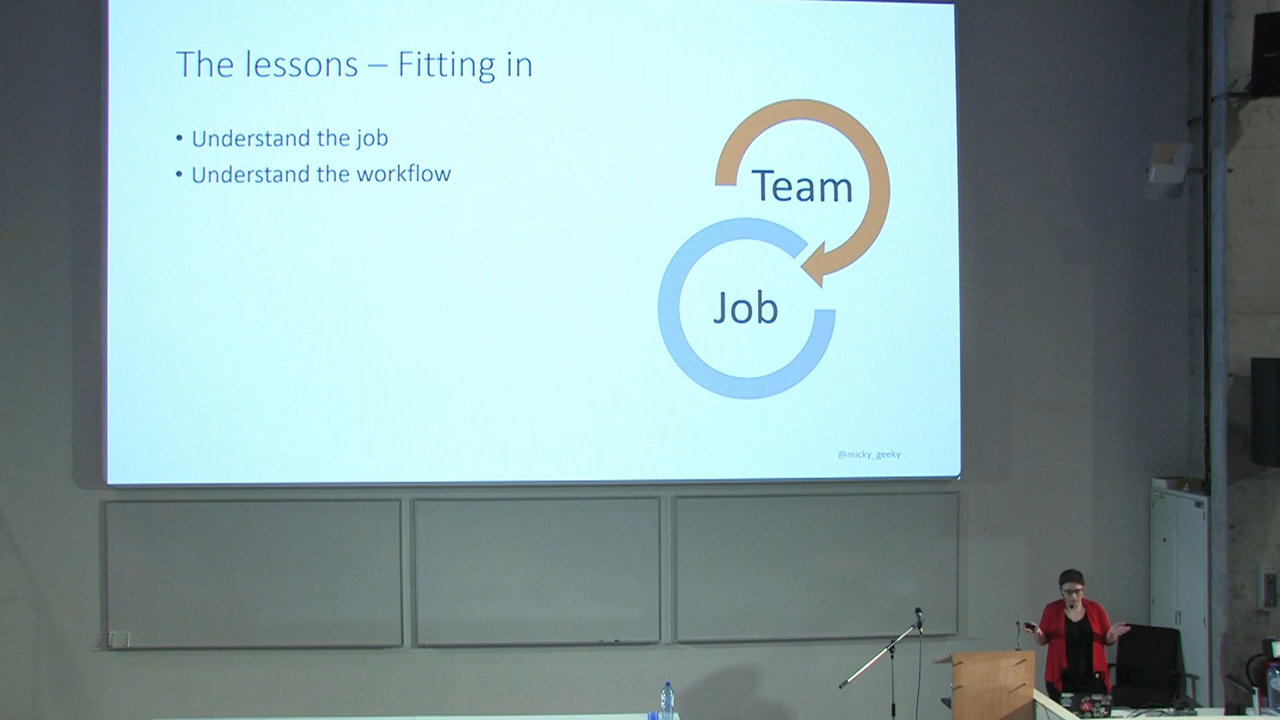 The lessons – Fitting in
• Understand the job
• Understand the workflow
Team
Job
@micky_geeky